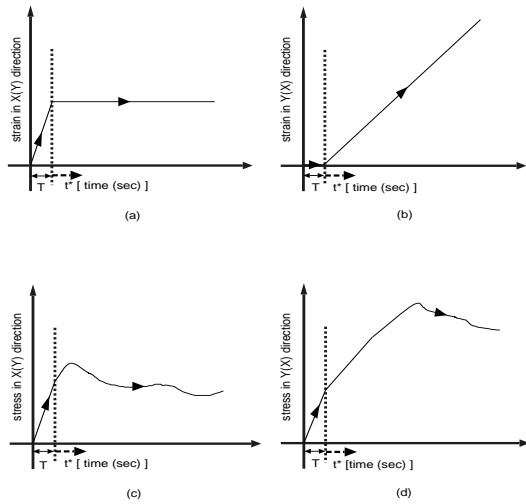 strain in X(Y) direction
T t* [ time (sec) ]
(a)
strain in Y(X) direction
T t* [ time (sec) ]
(b)
stress in X(Y) direction
T t* [ time (sec) ]
(c)
stress in Y(X) direction
T t* [time (sec) ]
(d)